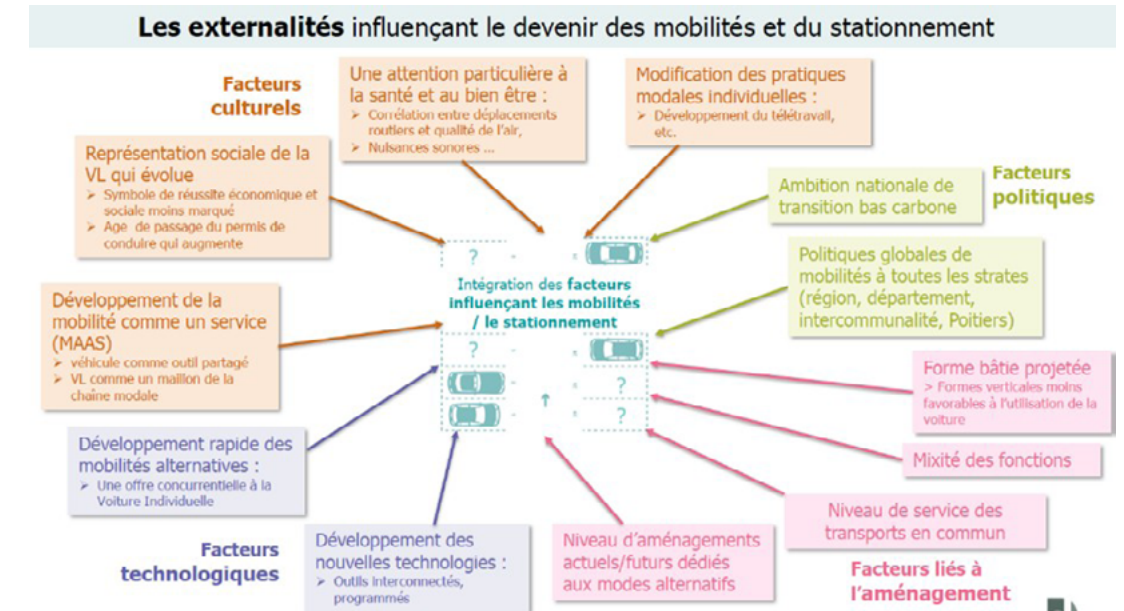 Les externalités influençant le devenir des mobilités et du stationnement
Facteurs
culturels
Une attention particulière à
la santé et au bien être :
➢ Corrélation entre déplacements
routiers et qualité de l'air,
➢ Nuisances sonores ...
Modification des pratiques
modales individuelles :
➢ Développement du télétravail,
etc.
Représentation sociale de la
VL qui évolue
➢ Symbole de réussite économique et
sociale moins marqué
➢ Age de passage du permis de
conduire qui augmente
Facteurs
politiques
Ambition nationale de
transition bas carbone
Politiques globales de
mobilités à toutes les strates
(région, département,
intercommunalité, Poitiers)
?
Intégration des facteurs
influençant les mobilités
/ le stationnement
?
?
?
Développement de la
mobilité comme un service
(MAAS)
➢ véhicule comme outil partagé
➢ VL comme un maillon de la
chaîne modale
Forme bâtie projetée
> Formes verticales moins
favorables à l'utilisation de la
voiture
Mixité des fonctions
Développement rapide des
mobilités alternatives :
➢ Une offre concurrentielle à la
Voiture Individuelle
Niveau de service des
transports en commun
Facteurs
technologiques
Développement des
nouvelles technologies :
➢ Outils interconnectés,
programmés
Niveau d'aménagements
actuels/futurs dédiés
aux modes alternatifs
Facteurs liés à
l'aménagement